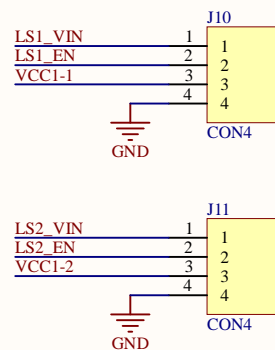 J10
LS1_VIN 1 1
LS1_EN 2 2
VCC1-1 3 3
4 4
CON4
GND
J11
LS2_VIN 1 1
LS2_EN 2 2
VCC1-2 3 3
4 4
CON4
GND